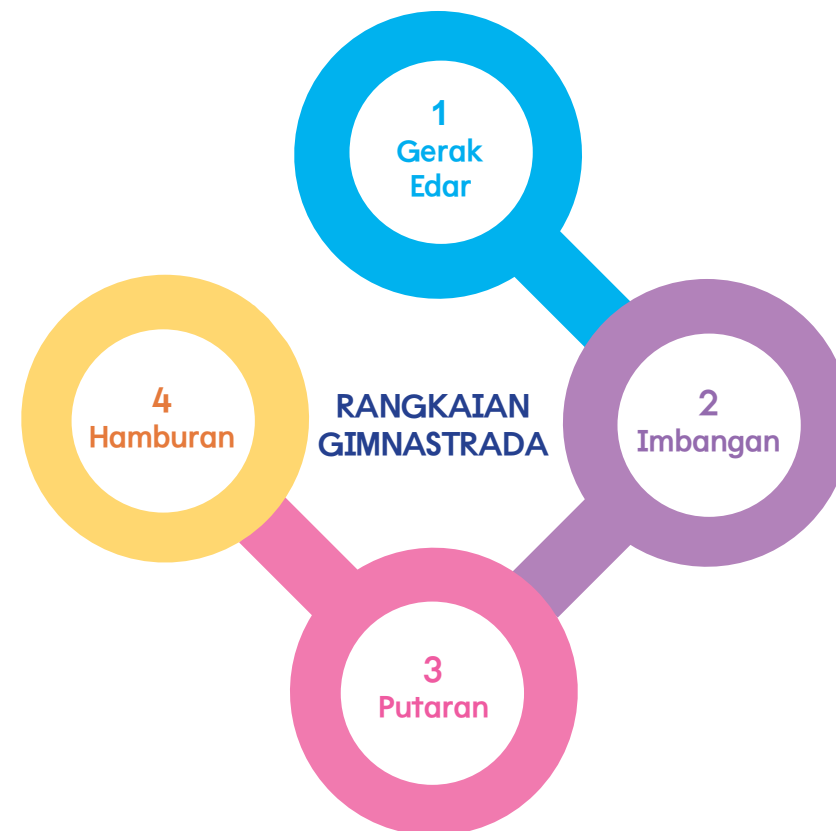 1
Gerak
Edar
RANGKAIAN
GIMNASTRADA
2
Imbangan
3
Putaran
4
Hamburan